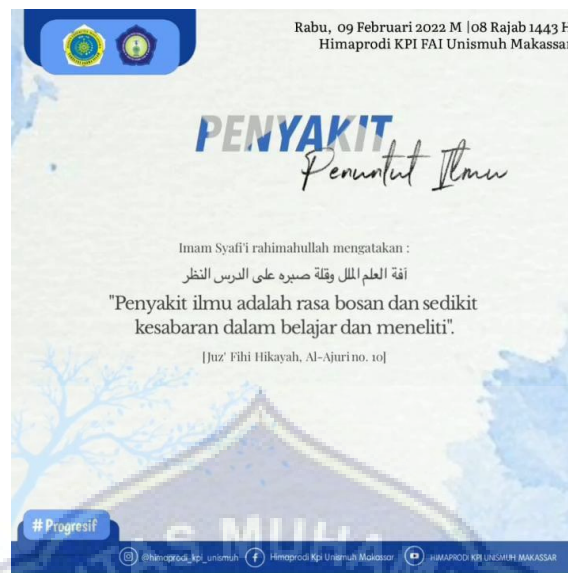 Rabu, 09 Februari 2022 M |08 Rajab 1443 H
Himaprodi KPI FAI Unismuh Makassar
PENYAKIT
Penuntut Ilmu
Imam Syafi'i rahimahullah mengatakan :
آفة العلم الملل وقلة صبره على الدرس النظر
"Penyakit ilmu adalah rasa bosan dan sedikit
kesabaran dalam belajar dan meneliti".
[Juz' Fihi Hikayah, Al-Ajuri no. 10]
# Progresif
@himaprodi_kpi_unismuh Himaprodi Kpi Unismuh Makassar HIMAPRODI KPI UNISMUH MAKASSAR